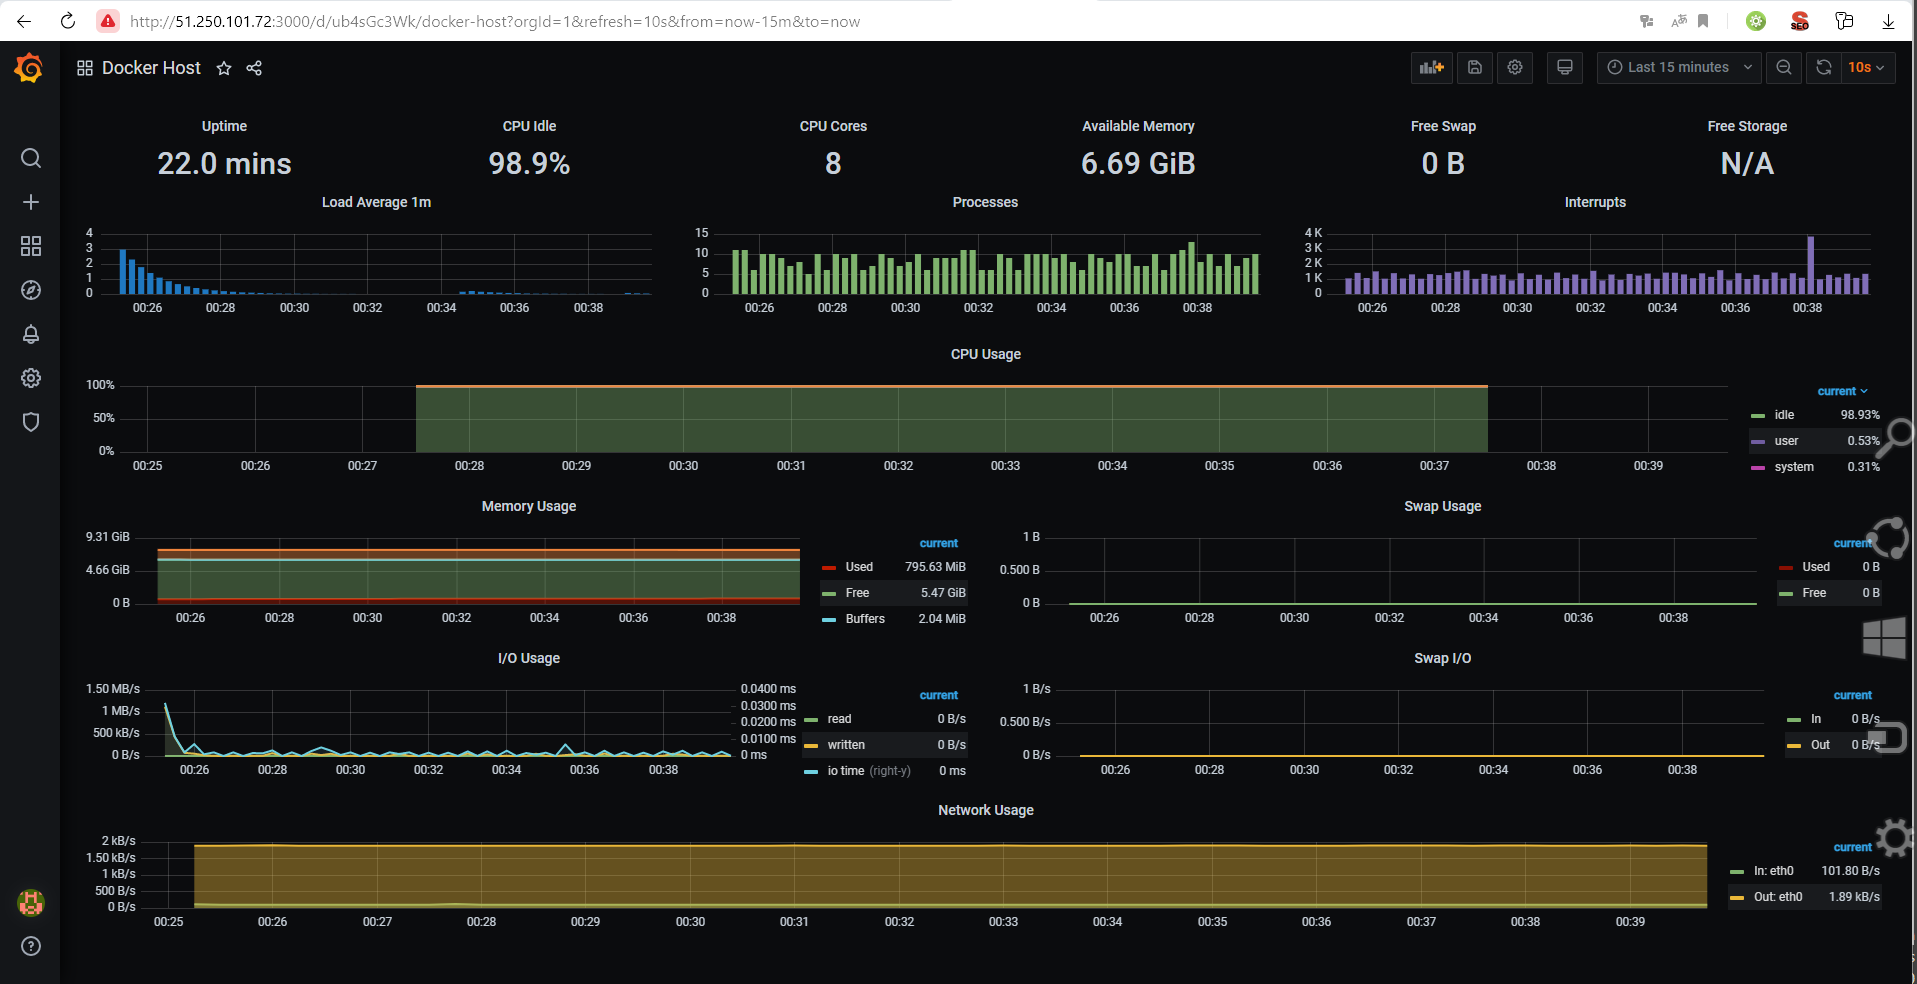 http://51.250.101.72:3000/d/ub4sGc3Wk/docker-host?orgId=1&refresh=10s&from=now-15m&to=now
SEO
Docker Host
Last 15 minutes
10s
Uptime CPU Idle CPU Cores Available Memory Free Swap Free Storage
22.0 mins 98.9% 8 6.69 GiB 0 B N/A
Load Average 1m
4
3
2
1
0
00:26 00:28 00:30 00:32 00:34 00:36 00:38
Processes
15
10
5
0
00:26 00:28 00:30 00:32 00:34 00:36 00:38
Interrupts
4 K
3 K
2 K
1 K
0
00:26 00:28 00:30 00:32 00:34 00:36 00:38
CPU Usage
100%
50%
0%
00:25 00:26 00:27 00:28 00:29 00:30 00:31 00:32 00:33 00:34 00:35 00:36 00:37 00:38 00:39
current
idle 98.93%
user 0.53%
system 0.31%
Memory Usage
9.31 GiB
4.66 GiB
0 B
00:26 00:28 00:30 00:32 00:34 00:36 00:38
current
Used 795.63 MiB
Free 5.47 GiB
Buffers 2.04 MiB
Swap Usage
1 B
0.500 B
0 B
00:26 00:28 00:30 00:32 00:34 00:36 00:38
current
Used 0 B
Free 0 B
I/O Usage
1.50 MB/s
1 MB/s
500 kB/s
0 B/s
0.0400 ms
0.0300 ms
0.0200 ms
0.0100 ms
0 ms
00:26 00:28 00:30 00:32 00:34 00:36 00:38
current
read 0 B/s
written 0 B/s
io time (right-y) 0 ms
Swap I/O
1 B/s
0.500 B/s
0 B/s
00:26 00:28 00:30 00:32 00:34 00:36 00:38
current
In 0 B/s
Out 0 B/s
Network Usage
2 kB/s
1.50 kB/s
1 kB/s
500 B/s
0 B/s
00:25 00:26 00:27 00:28 00:29 00:30 00:31 00:32 00:33 00:34 00:35 00:36 00:37 00:38 00:39
current
In: eth0 101.80 B/s
Out: eth0 1.89 kB/s